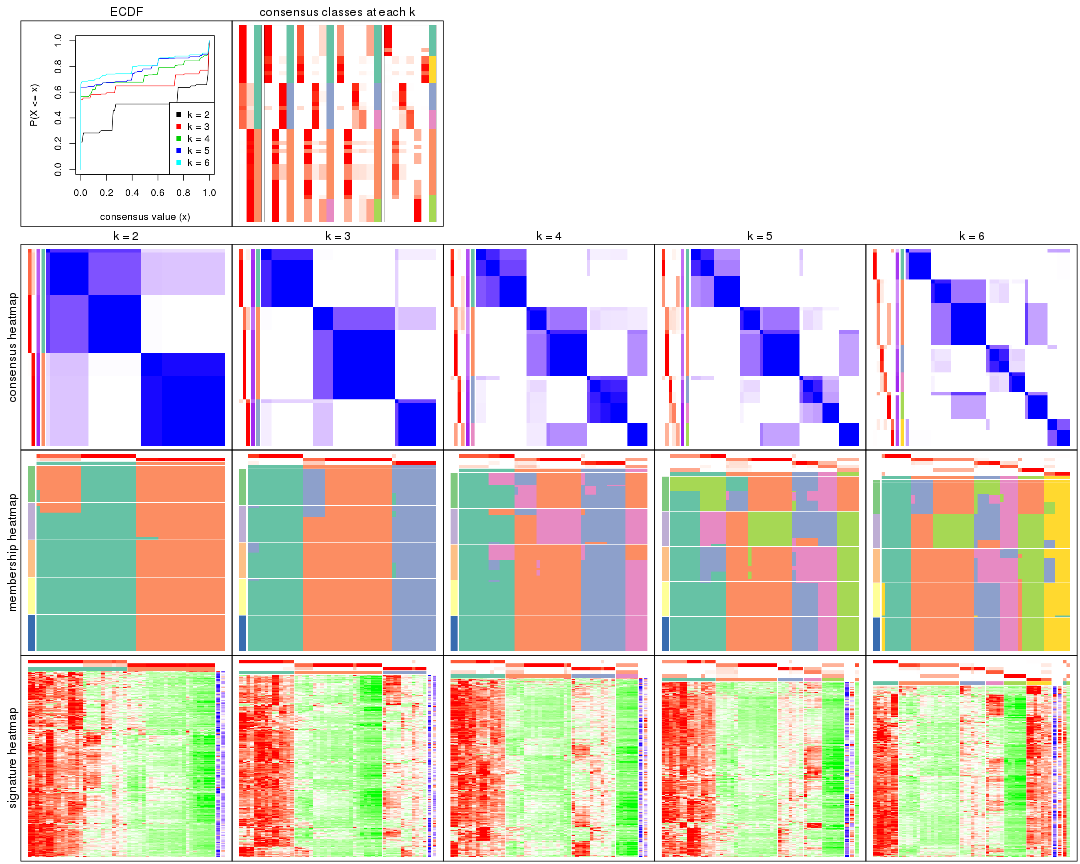 ECDF
consensus classes at each k
P(X <= x)
1.0
0.8
0.6
0.4
0.2
0.0
k = 2
k = 3
k = 4
k = 5
k = 6
0.0 0.2 0.4 0.6 0.8 1.0
consensus value (x)
k = 2
k = 3
k = 4
k = 5
k = 6
consensus heatmap
membership heatmap
signature heatmap